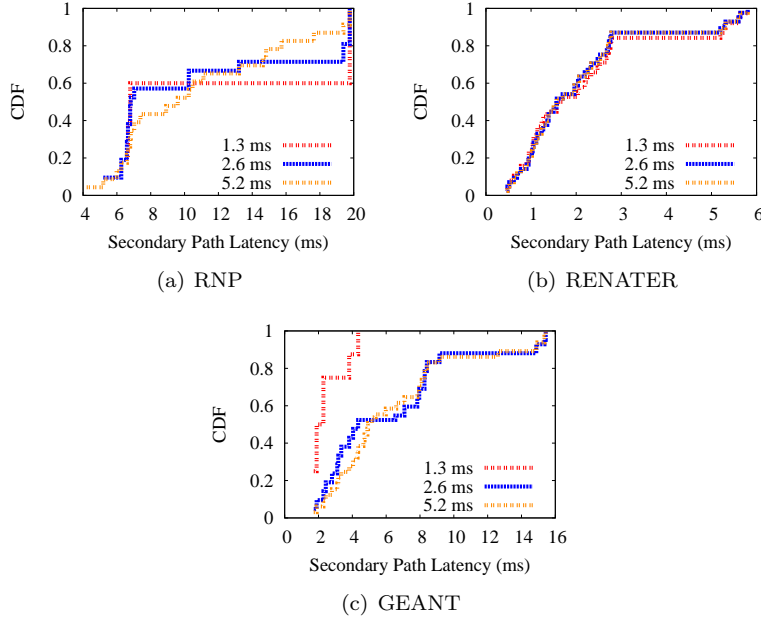 1
0.8
0.6
0.4
0.2
0
CDF
1.3 ms
2.6 ms
5.2 ms
4 6 8 10 12 14 16 18 20
Secondary Path Latency (ms)
(a) RNP
1
0.8
0.6
0.4
0.2
0
CDF
1.3 ms
2.6 ms
5.2 ms
0 1 2 3 4 5 6
Secondary Path Latency (ms)
(b) RENATER
1
0.8
0.6
0.4
0.2
0
CDF
1.3 ms
2.6 ms
5.2 ms
0 2 4 6 8 10 12 14 16
Secondary Path Latency (ms)
(c) GEANT